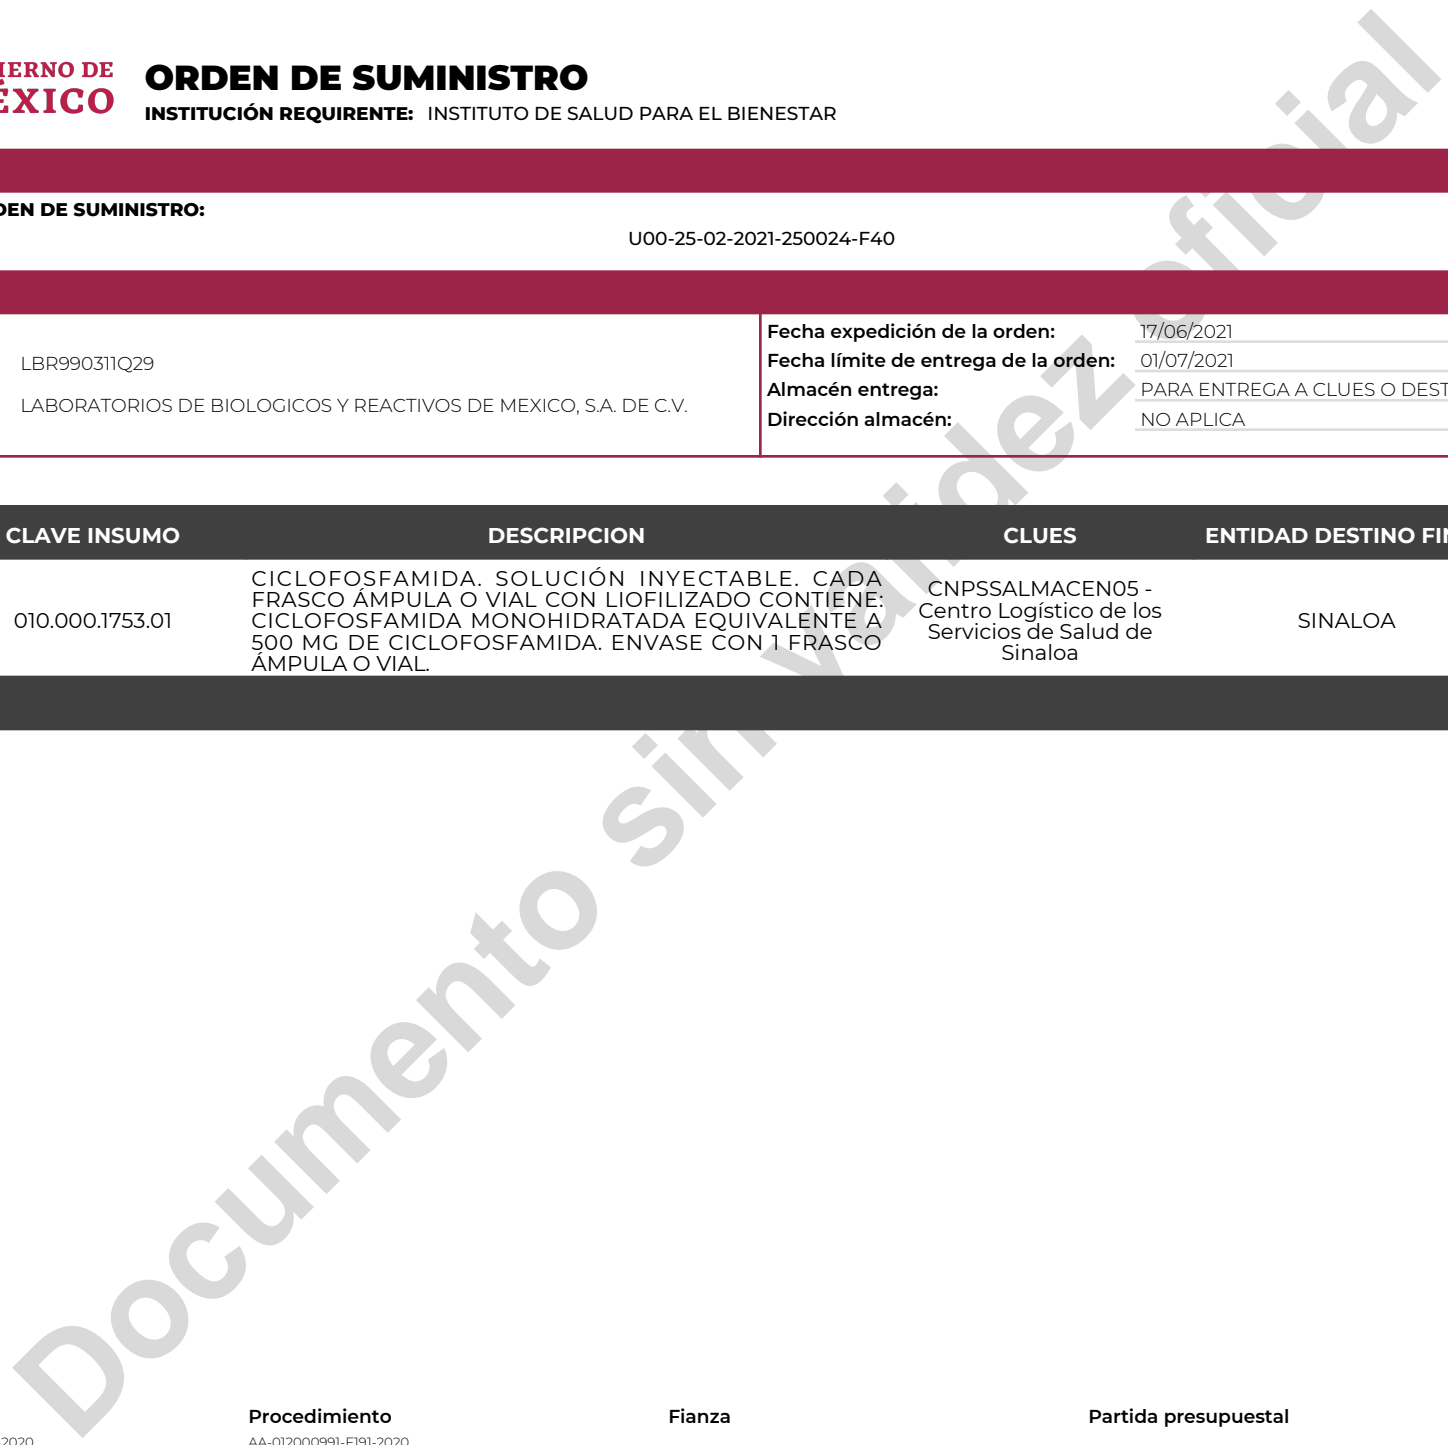 IERNO DE
ÉXICO
ORDEN DE SUMINISTRO
INSTITUCIÓN REQUIRENTE: INSTITUTO DE SALUD PARA EL BIENESTAR
DEN DE SUMINISTRO:
U00-25-02-2021-250024-F40
LBR990311Q29
LABORATORIOS DE BIOLOGICOS Y REACTIVOS DE MEXICO, S.A. DE C.V.
Fecha expedición de la orden: 17/06/2021
Fecha límite de entrega de la orden: 01/07/2021
Almacén entrega: PARA ENTREGA A CLUES O DEST
Dirección almacén: NO APLICA
CLAVE INSUMO DESCRIPCION CLUES ENTIDAD DESTINO FIN
010.000.1753.01
CICLOFOSFAMIDA. SOLUCIÓN INYECTABLE. CADA
FRASCO ÁMPULA O VIAL CON LIOFILIZADO CONTIENE:
CICLOFOSFAMIDA MONOHIDRATADA EQUIVALENTE A
500 MG DE CICLOFOSFAMIDA. ENVASE CON 1 FRASCO
ÁMPULA O VIAL.
CNPSSALMACEN05 -
Centro Logístico de los
Servicios de Salud de
Sinaloa
SINALOA
Documento sin validez oficial
Procedimiento Fianza Partida presupuestal
-2020 AA-012000991-E191-2020